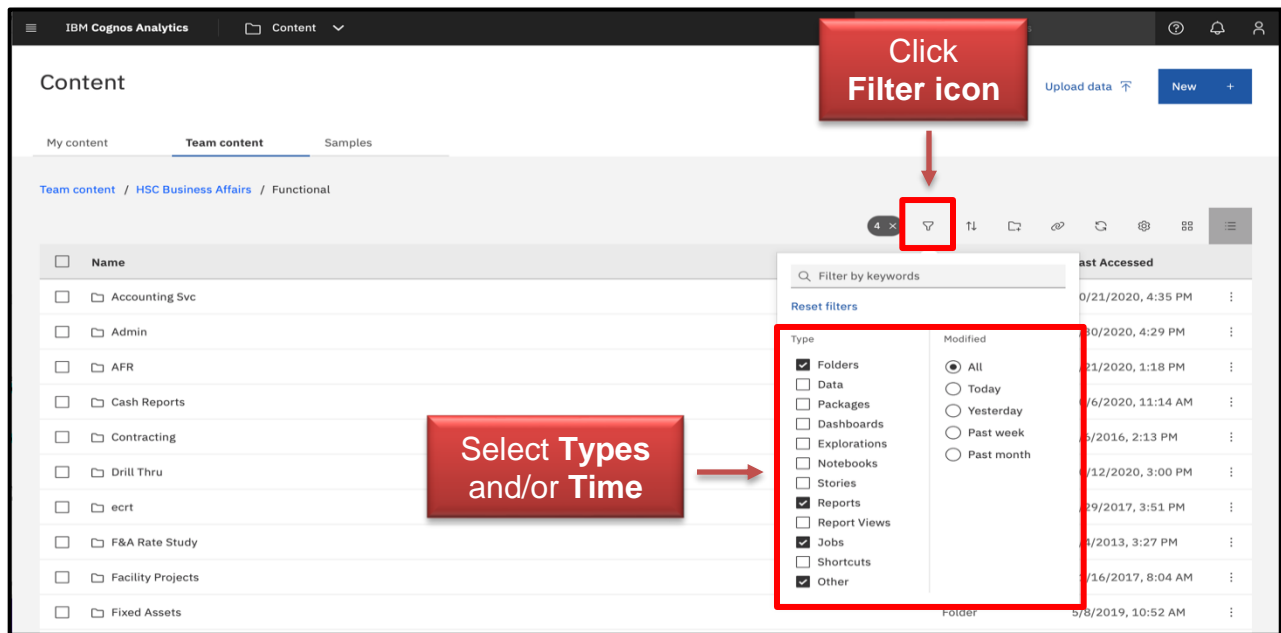 IBM Cognos Analytics
Content
Click
Filter icon
Content
Upload data
New +
My content
Team content
Samples
Team content / HSC Business Affairs / Functional
4 ×
Name
ast Accessed
Filter by keywords
Reset filters
Accounting Svc
0/21/2020, 4:35 PM
Admin
/30/2020, 4:29 PM
AFR
/21/2020, 1:18 PM
Cash Reports
/6/2020, 11:14 AM
Contracting
/6/2016, 2:13 PM
Drill Thru
/12/2020, 3:00 PM
ecrt
/29/2017, 3:51 PM
F&A Rate Study
/4/2013, 3:27 PM
Facility Projects
/16/2017, 8:04 AM
Fixed Assets
Folder
5/8/2019, 10:52 AM
Type
Folders
Data
Packages
Dashboards
Explorations
Notebooks
Stories
Reports
Report Views
Jobs
Shortcuts
Other
Modified
All
Today
Yesterday
Past week
Past month
Select Types
and/or Time